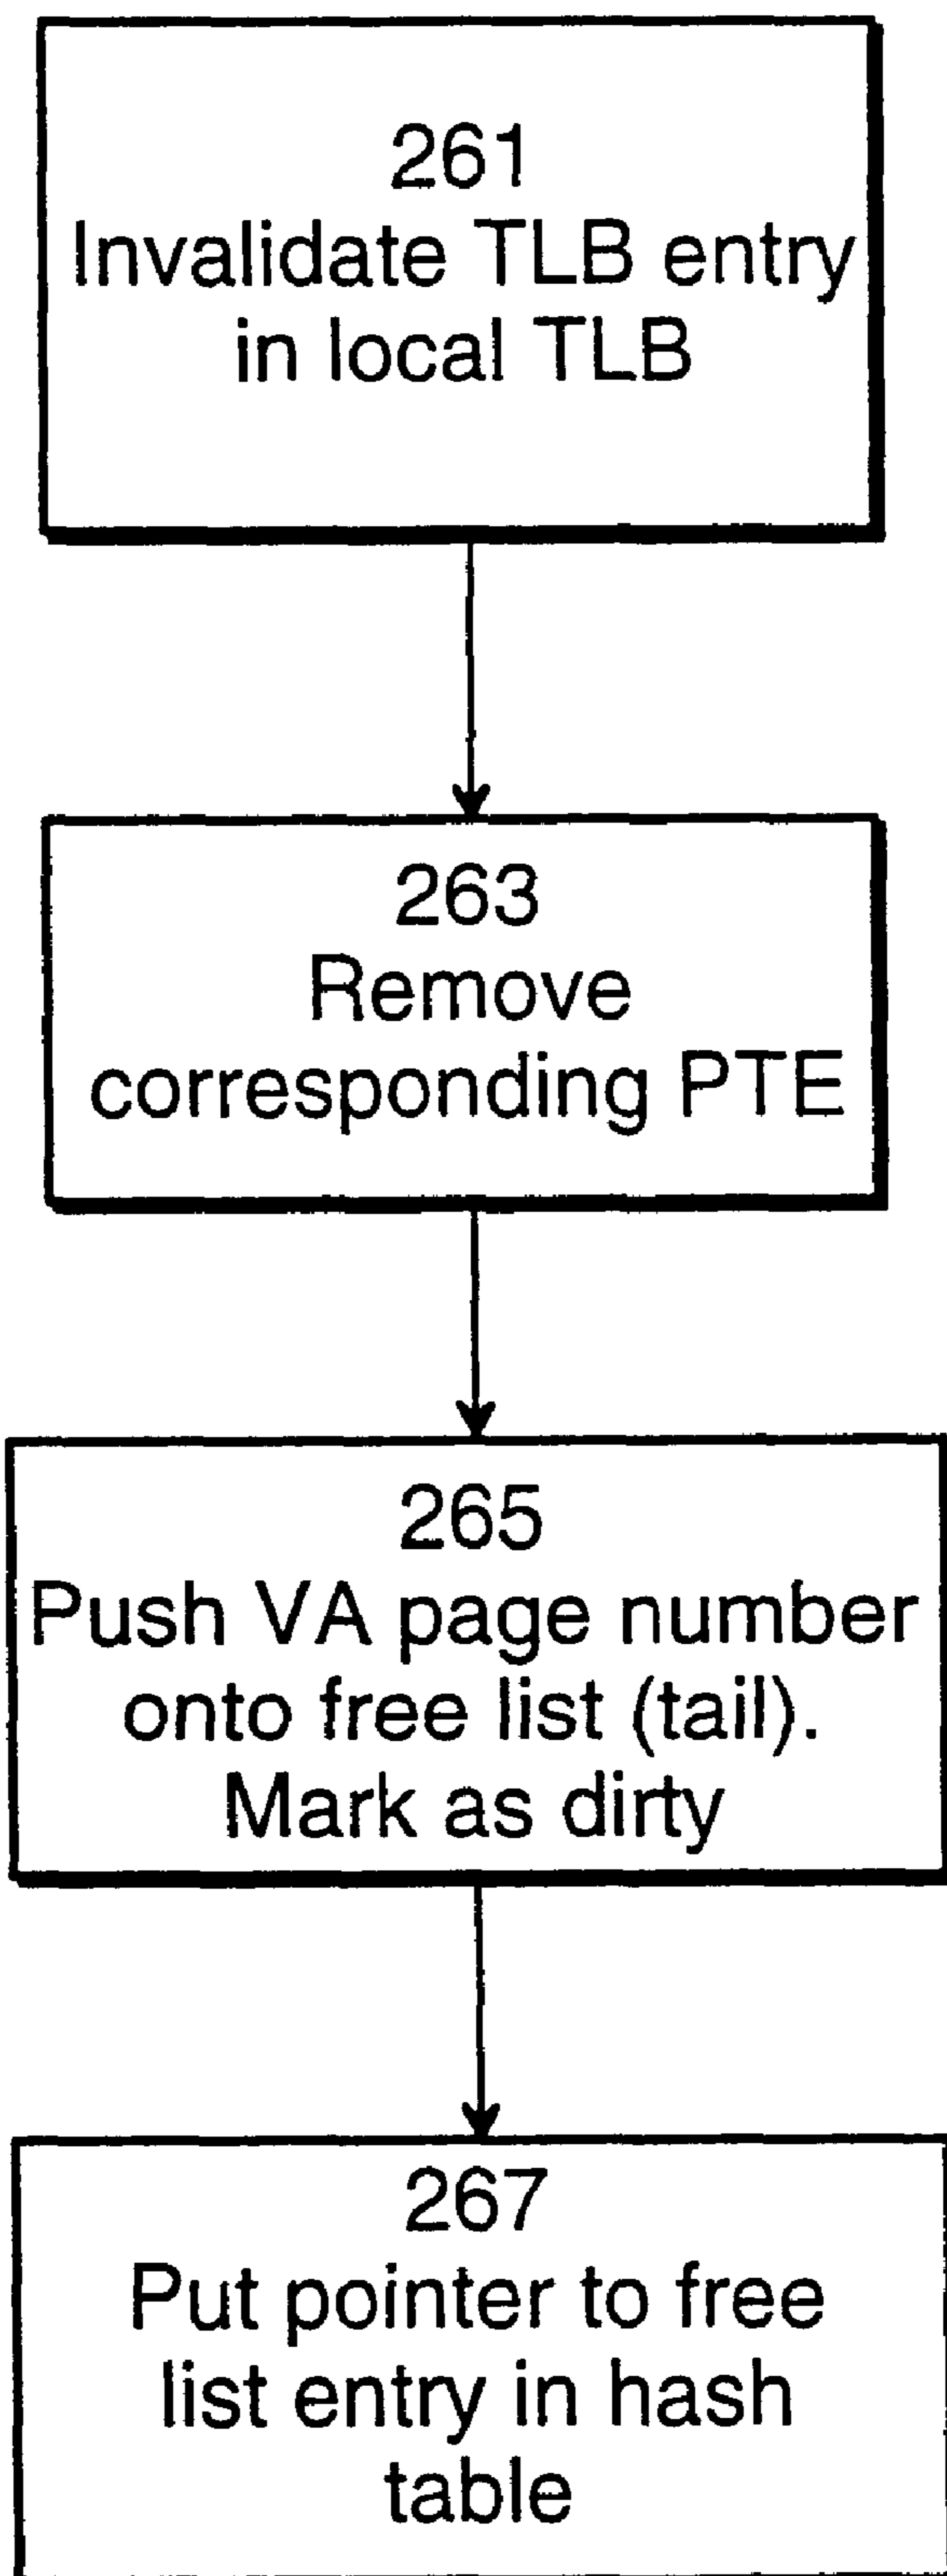 261
Invalidate TLB entry
in local TLB
263
Remove
corresponding PTE
265
Push VA page number
onto free list (tail).
Mark as dirty
267
Put pointer to free
list entry in hash
table